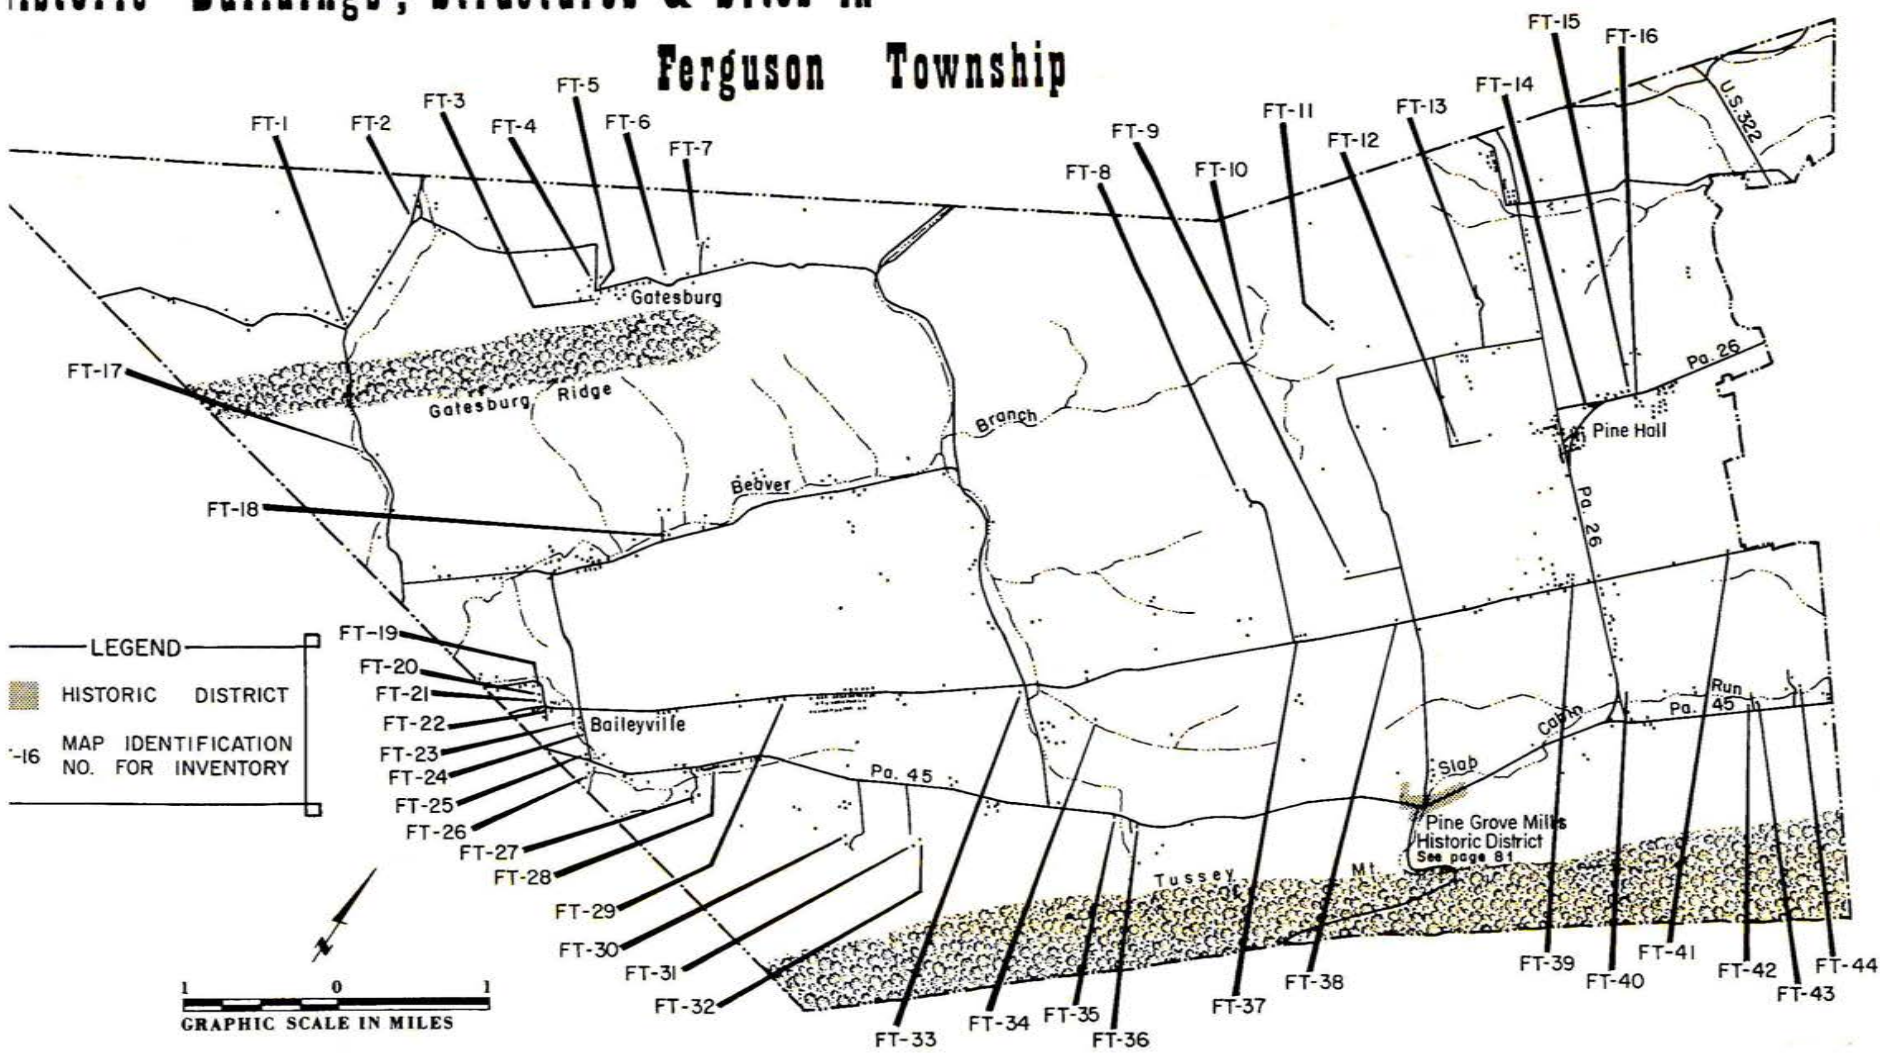 Historic Buildings, Structures & Sites in
Ferguson Township
FT-1
FT-2
FT-3
FT-4
FT-5
FT-6
FT-7
FT-8
FT-9
FT-10
FT-11
FT-12
FT-13
FT-14
FT-15
FT-16
U.S. 322
Gatesburg
Gatesburg Ridge
FT-17
FT-18
Beaver
Branch
Pa. 26
Pine Hall
Pa. 26
LEGEND
HISTORIC DISTRICT
-16 MAP IDENTIFICATION
NO. FOR INVENTORY
FT-19
FT-20
FT-21
FT-22
FT-23
FT-24
FT-25
FT-26
FT-27
FT-28
FT-29
FT-30
FT-31
FT-32
Baileyville
Pa. 45
Slab
Cabin
Run
Pa. 45
Pine Grove Mills
Historic District
See page 81
Tussey Mt.
FT-33
FT-34
FT-35
FT-36
FT-37
FT-38
FT-39
FT-40
FT-41
FT-42
FT-43
FT-44
N
1 0 1
GRAPHIC SCALE IN MILES